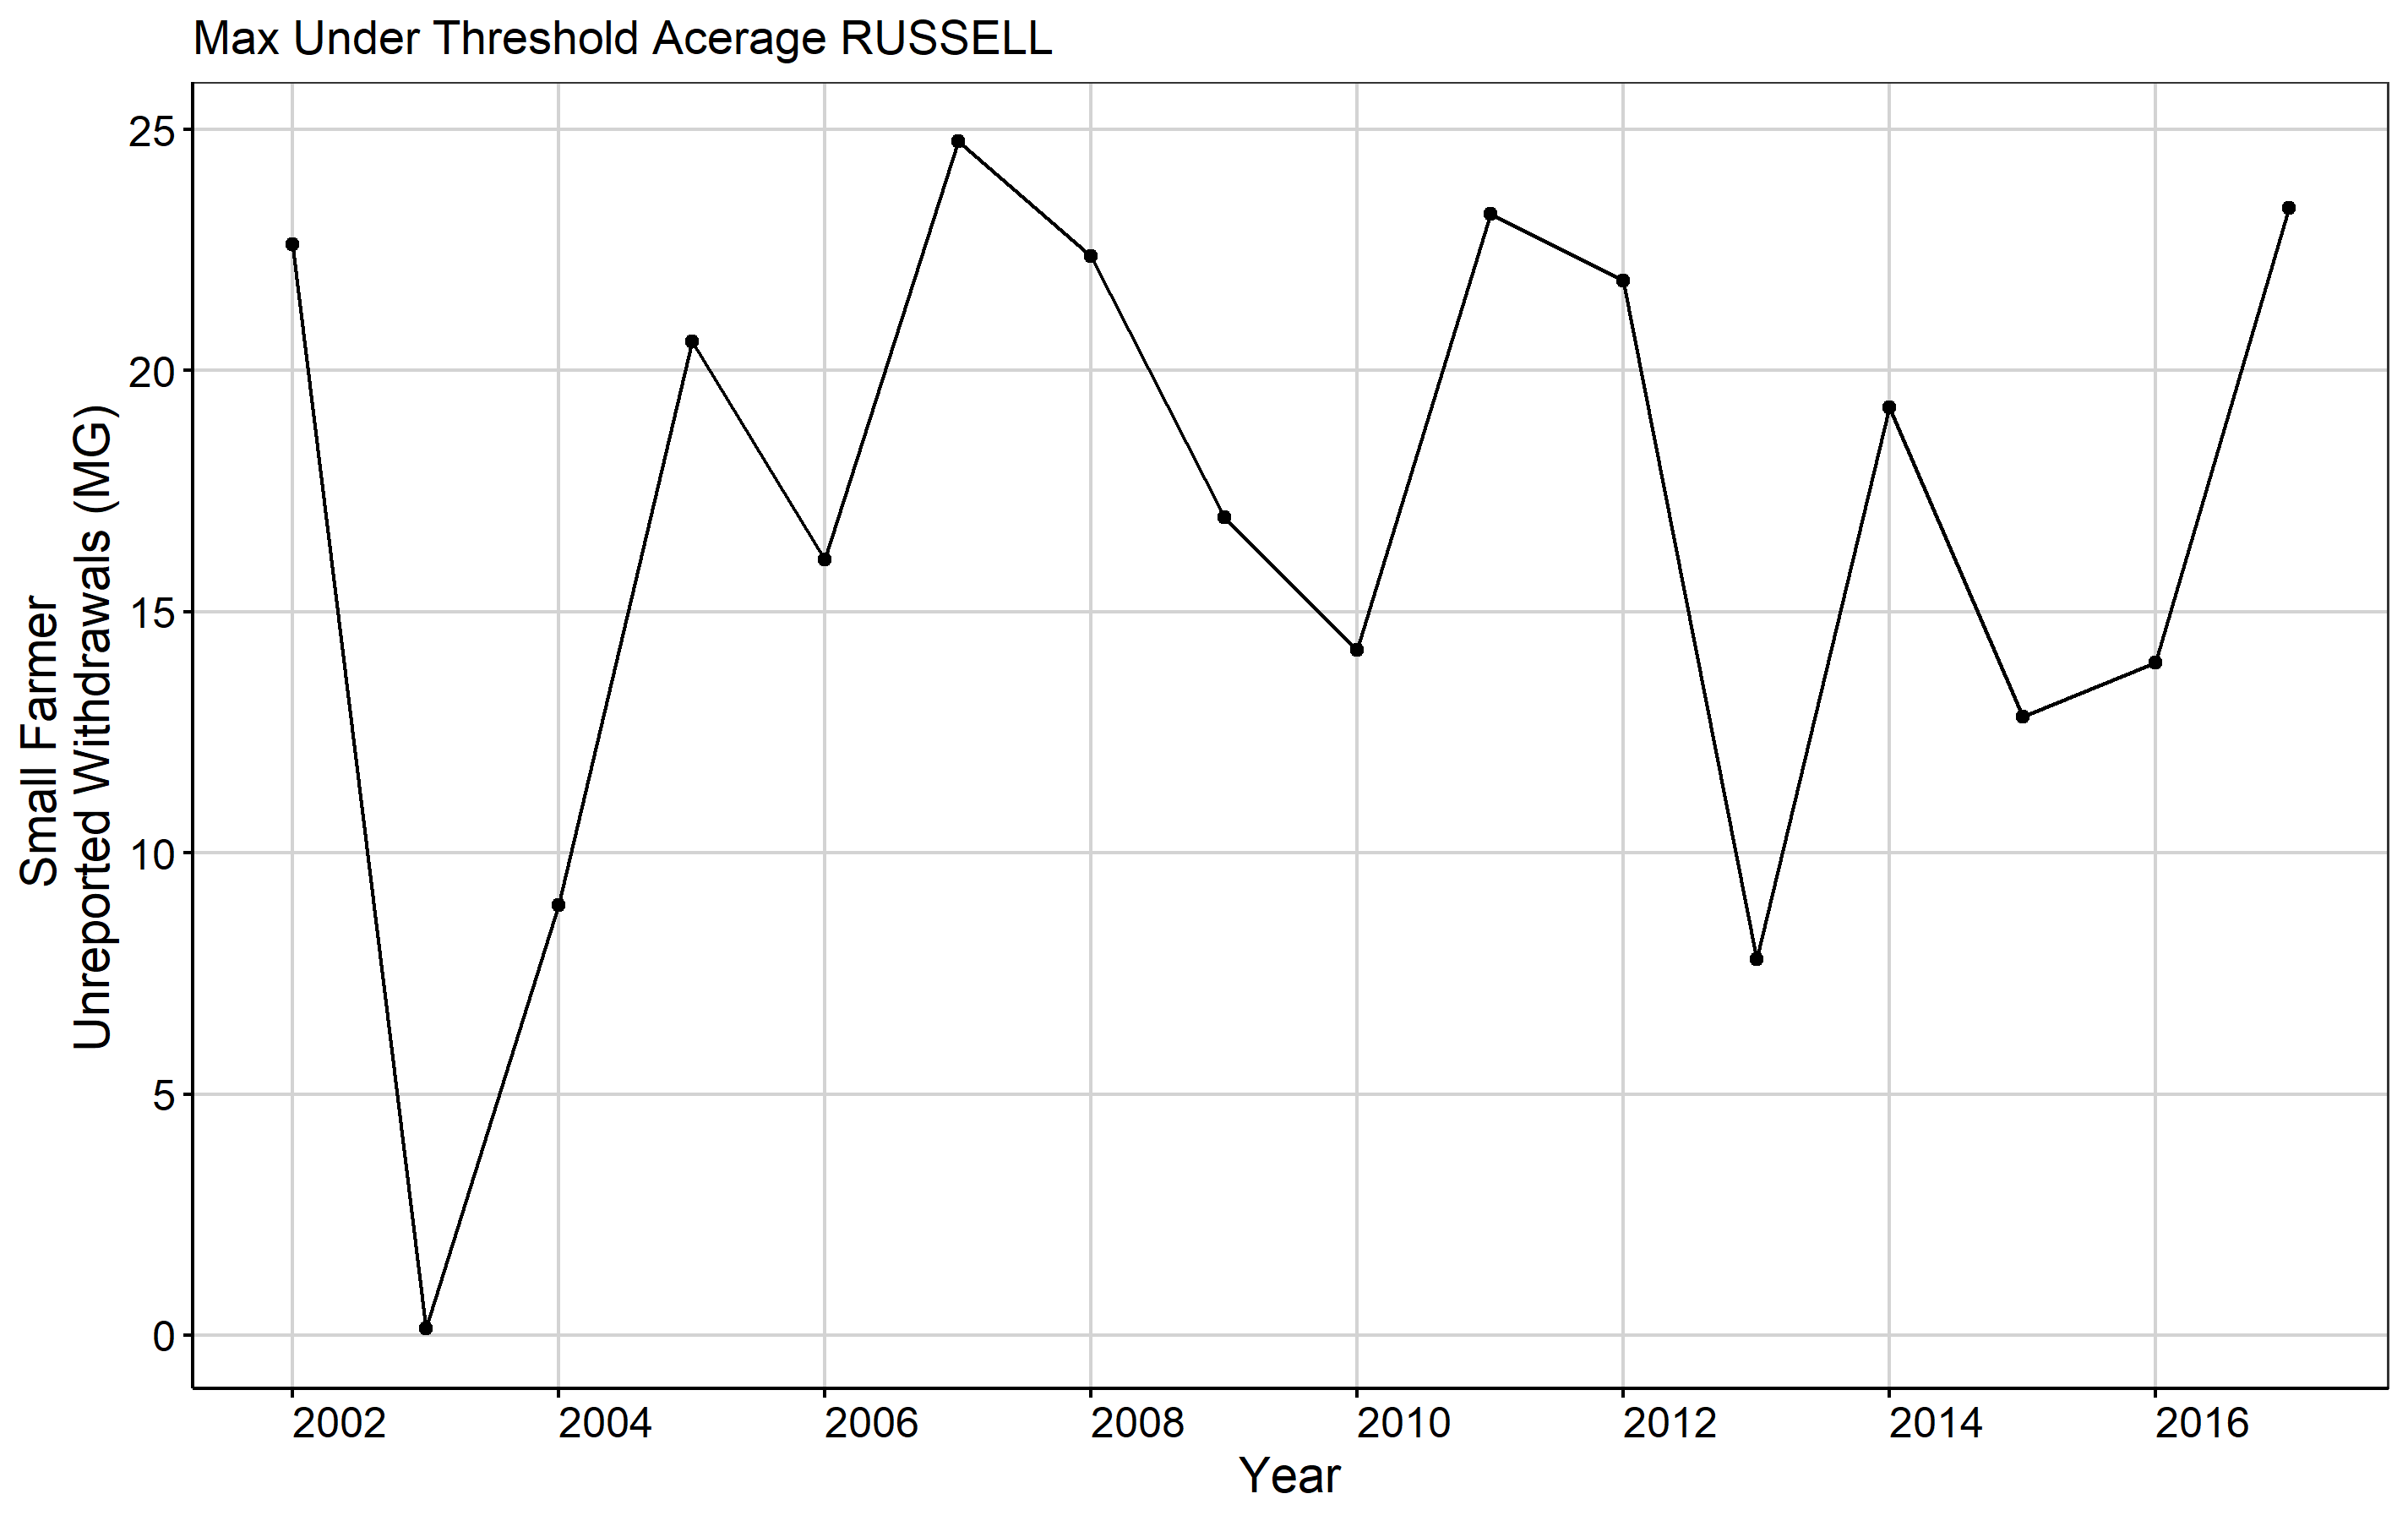 Max Under Threshold Acerage RUSSELL
Small Farmer
Unreported Withdrawals (MG)
25
20
15
10
5
0
2002 2004 2006 2008 2010 2012 2014 2016
Year